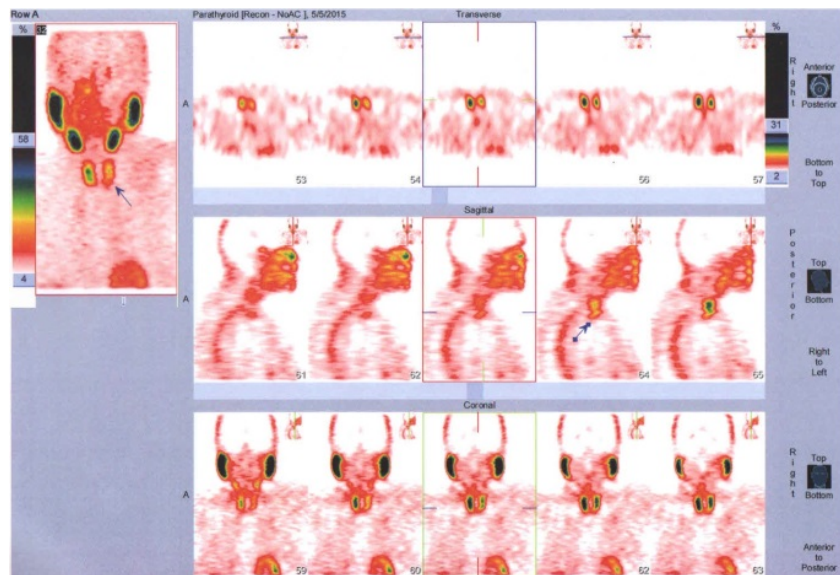 Row A
%
32
58
4
Parathyroid [Recon - NoAC ], 5/5/2015
Transverse
A
53
54
56
57
%
31
2
Right
Anterior
Posterior
Bottom
to
Top
Sagittal
A
61
62
64
65
Posterior
Top
Bottom
Right
to
Left
Coronal
A
59
60
62
63
Right
Top
Bottom
Anterior
to
Posterior